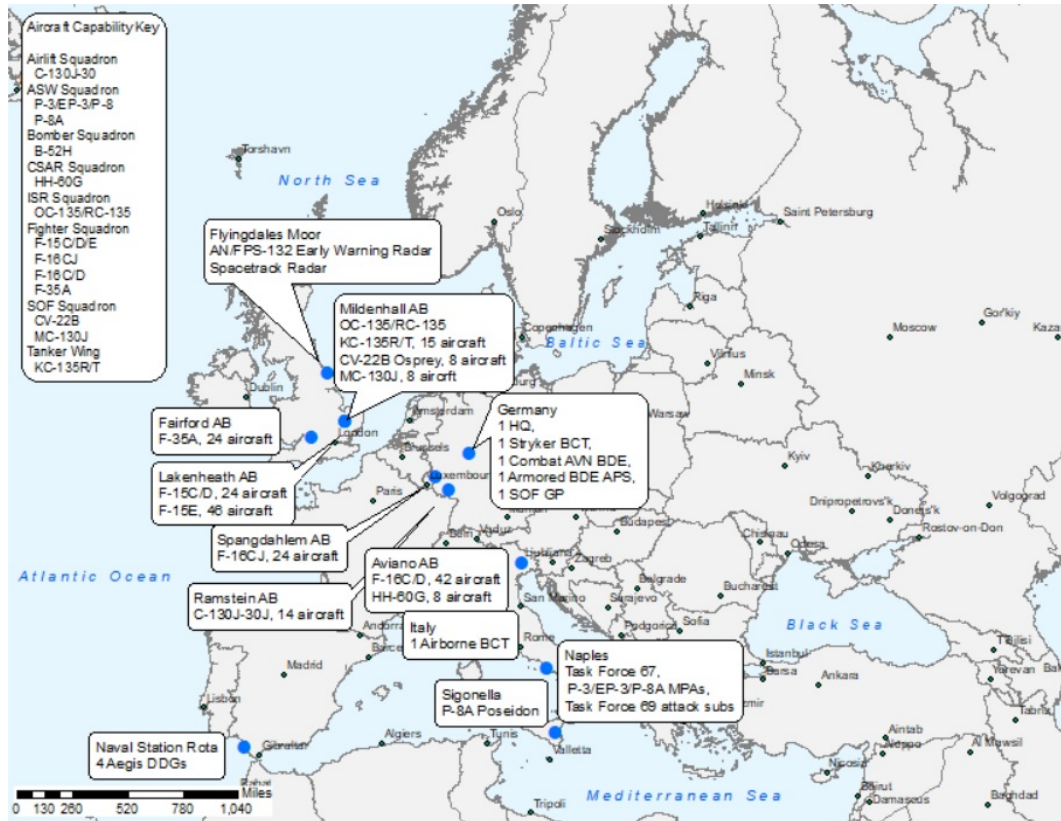 Aircraft Capability Key
Airlift Squadron
C-130J-30
ASW Squadron
P-3/EP-3/P-8
P-8A
Bomber Squadron
B-52H
CSAR Squadron
HH-60G
ISR Squadron
OC-135/RC-135
Fighter Squadron
F-15C/D/E
F-16CJ
F-16C/D
F-35A
SOF Squadron
CV-22B
MC-130J
Tanker Wing
KC-135R/T
Torshavn
North Sea
Oslo
Stockholm
Helsinki
Tallinn
Saint Petersburg
Flyingdales Moor
AN/FPS-132 Early Warning Radar
Spacetrack Radar
Riga
Moscow
Gor'kiy
Mildenhall AB
OC-135/RC-135
KC-135R/T, 15 aircraft
CV-22B Osprey, 8 aircraft
MC-130J, 8 aircrft
Copenhagen
Baltic Sea
Vilnius
Minsk
Dublin
Amsterdam
Warsaw
Fairford AB
F-35A, 24 aircraft
London
Brussels
Germany
1 HQ,
1 Stryker BCT,
1 Combat AVN BDE,
1 Armored BDE APS,
1 SOF GP
Kyiv
Kharkiv
Lakenheath AB
F-15C/D, 24 aircraft
F-15E, 46 aircraft
Luxembourg
Paris
Dnipropetrovs'k
Donets'k
Volgograd
Rostov-on-Don
Spangdahlem AB
F-16CJ, 24 aircraft
Bern
Vaduz
Budapest
Chisinau
Odesa
Atlantic Ocean
Ramstein AB
C-130J-30J, 14 aircraft
Aviano AB
F-16C/D, 42 aircraft
HH-60G, 8 aircraft
Ljubljana
Zagreb
Belgrade
Bucharest
San Marino
Sarajevo
Andorra
Italy
1 Airborne BCT
Rome
Podgorica
Sofia
Black Sea
T'Bilisi
Yerevan
Madrid
Naples
Task Force 67,
P-3/EP-3/P-8A MPAs,
Task Force 69 attack subs
Istanbul
Bursa
Ankara
Lisbon
Sigonella
P-8A Poseidon
Tabriz
Aintab
Al Mawsil
Naval Station Rota
4 Aegis DDGs
Gibraltar
Algiers
Tunis
Valletta
Nicosia
Miles
0 130 260 520 780 1,040
Mediterranean Sea
Tripoli
Beirut
Damascus
Baghdad